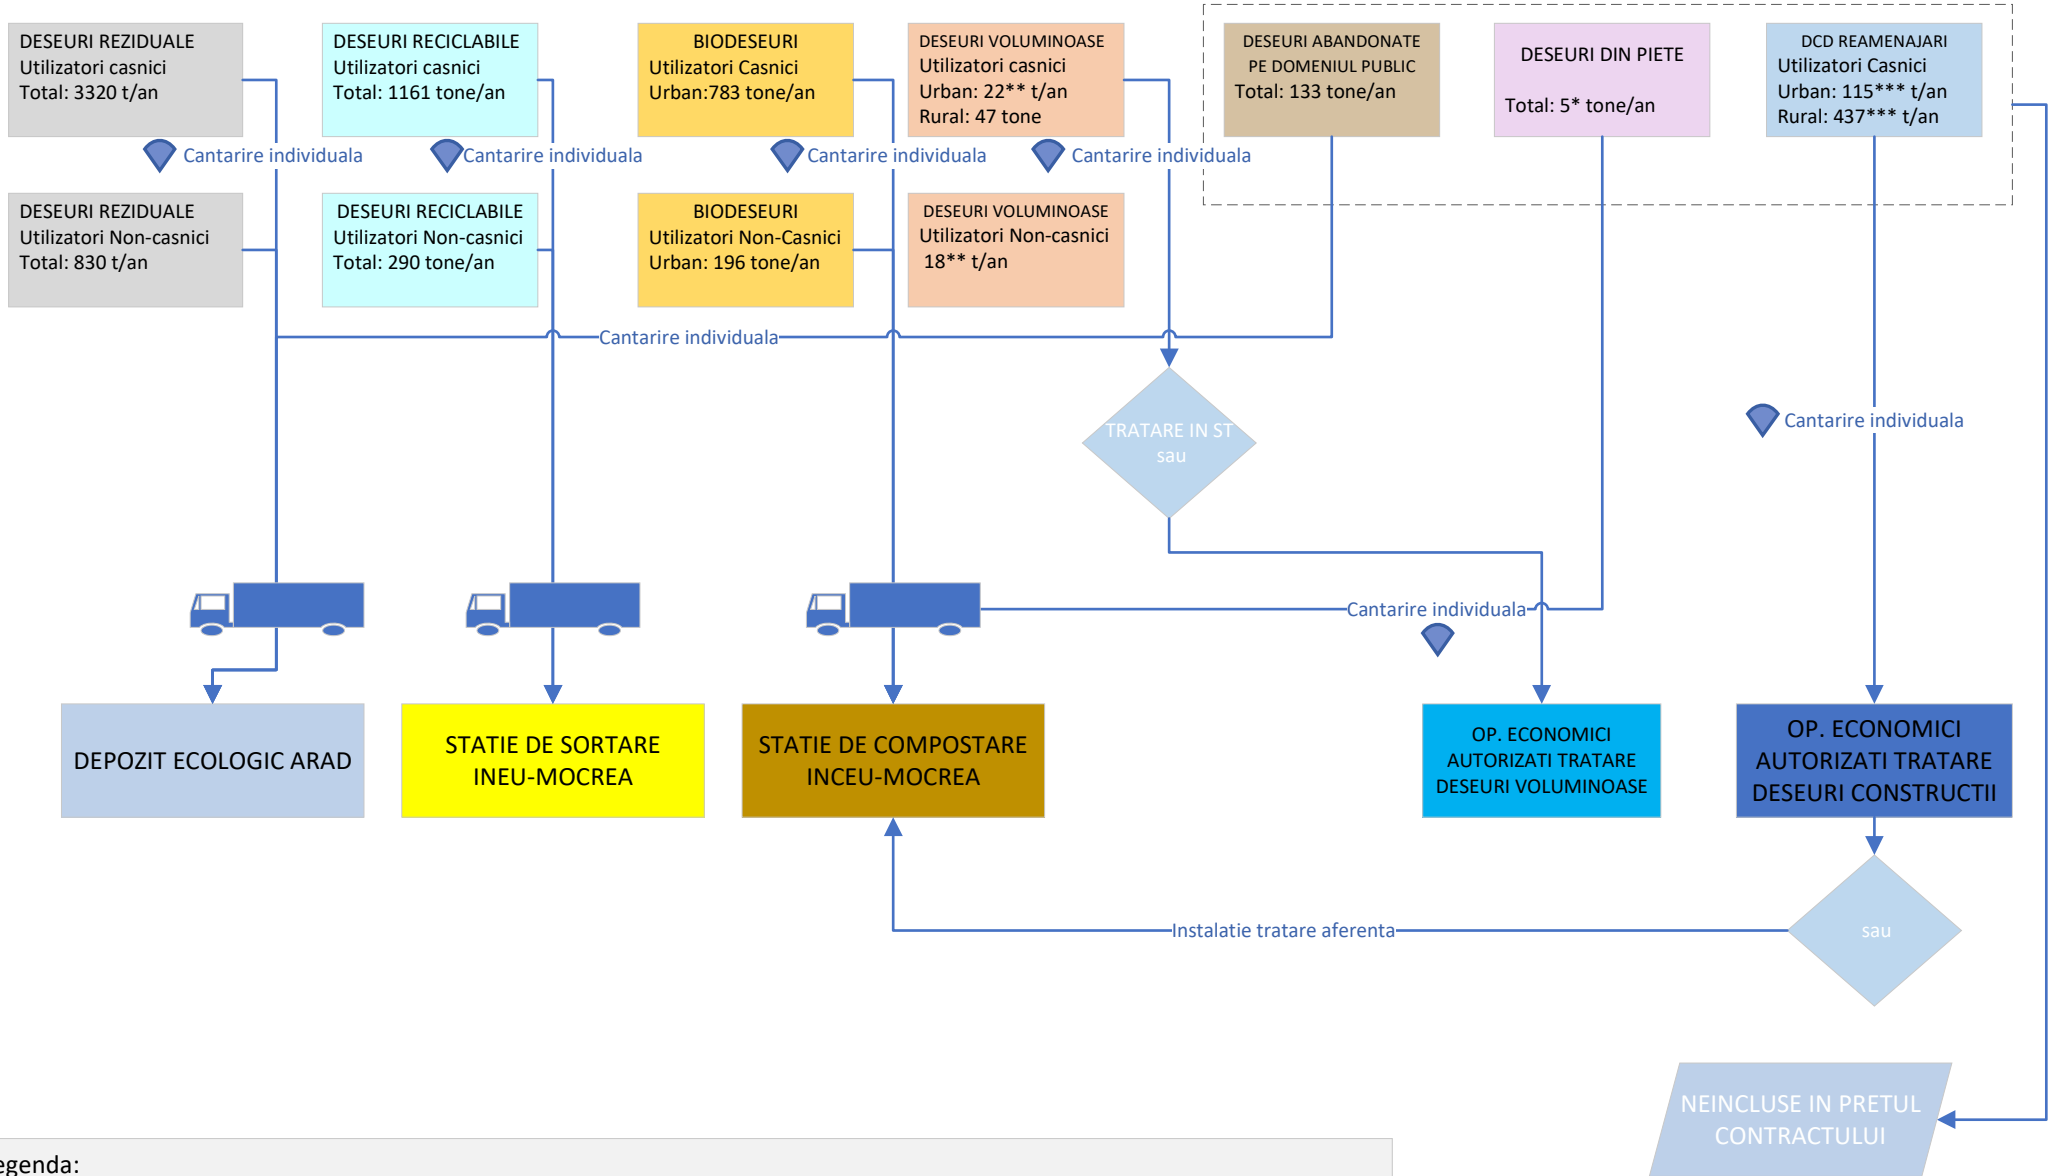 DESEURI REZIDUALE
Utilizatori casnici
Total: 3320 t/an
DESEURI RECICLABILE
Utilizatori casnici
Total: 1161 tone/an
BIODESEURI
Utilizatori Casnici
Urban:783 tone/an
DESEURI VOLUMINOASE
Utilizatori casnici
Urban: 22** t/an
Rural: 47 tone
DESEURI ABANDONATE
PE DOMENIUL PUBLIC
Total: 133 tone/an
DESEURI DIN PIETE
Total: 5* tone/an
DCD REAMENAJARI
Utilizatori Casnici
Urban: 115*** t/an
Rural: 437*** t/an
Cantarire individuala
Cantarire individuala
Cantarire individuala
Cantarire individuala
DESEURI REZIDUALE
Utilizatori Non-casnici
Total: 830 t/an
DESEURI RECICLABILE
Utilizatori Non-casnici
Total: 290 tone/an
BIODESEURI
Utilizatori Non-Casnici
Urban: 196 tone/an
DESEURI VOLUMINOASE
Utilizatori Non-casnici
18** t/an
Cantarire individuala
TRATARE IN ST
sau
Cantarire individuala
Cantarire individuala
DEPOZIT ECOLOGIC ARAD
STATIE DE SORTARE
INEU-MOCREA
STATIE DE COMPOSTARE
INCEU-MOCREA
OP. ECONOMICI
AUTORIZATI TRATARE
DESEURI VOLUMINOASE
OP. ECONOMICI
AUTORIZATI TRATARE
DESEURI CONSTRUCTII
Instalatie tratare aferenta
sau
NEINCLUSE IN PRETUL
CONTRACTULUI
egenda: